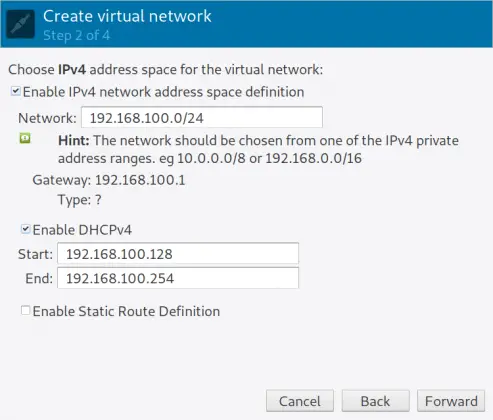 Create virtual network
Step 2 of 4
Choose IPv4 address space for the virtual network:
Enable IPv4 network address space definition
Network: 192.168.100.0/24
Hint: The network should be chosen from one of the IPv4 private
address ranges. eg 10.0.0.0/8 or 192.168.0.0/16
Gateway: 192.168.100.1
Type: ?
Enable DHCPv4
Start: 192.168.100.128
End: 192.168.100.254
Enable Static Route Definition
Cancel Back Forward